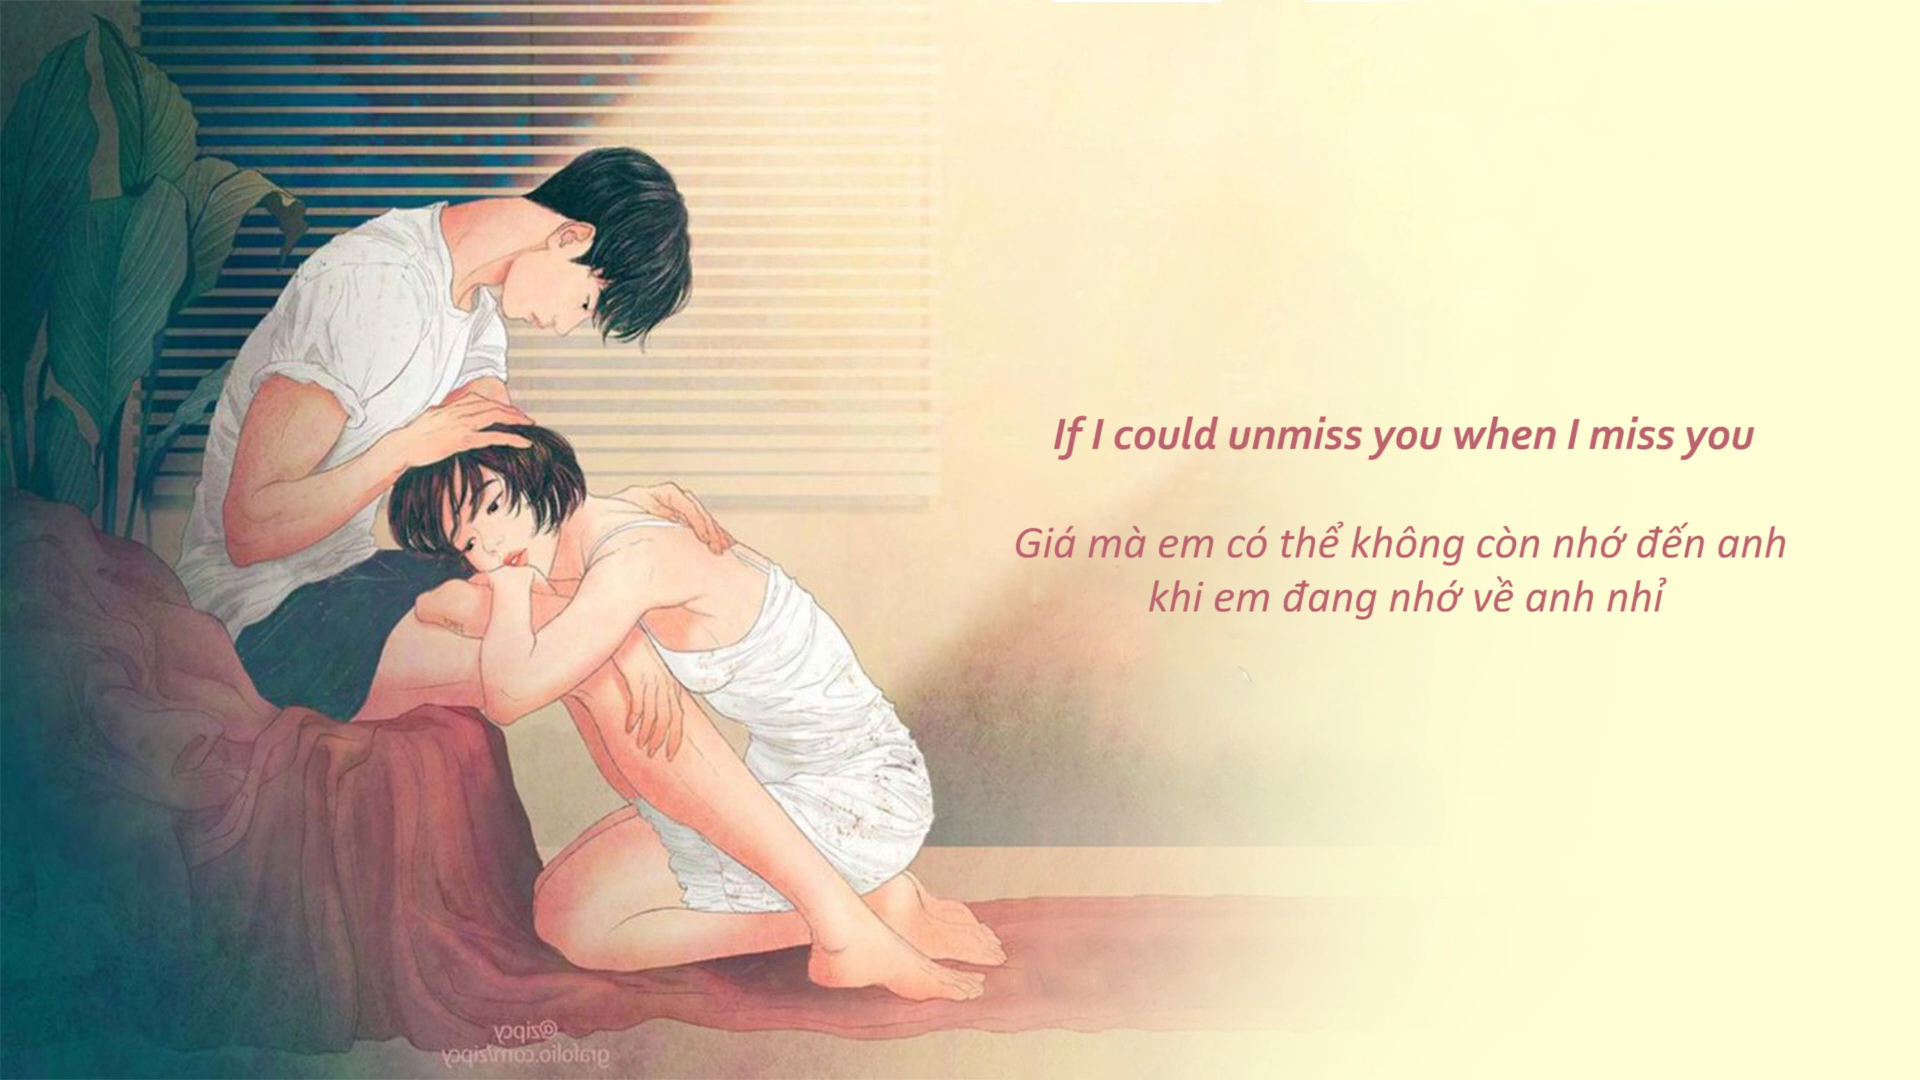 If I could unmiss you when I miss you
Giá mà em có thể không còn nhớ đến anh
khi em đang nhớ về anh nhỉ
@zipcy
grafolio.com/zipcy